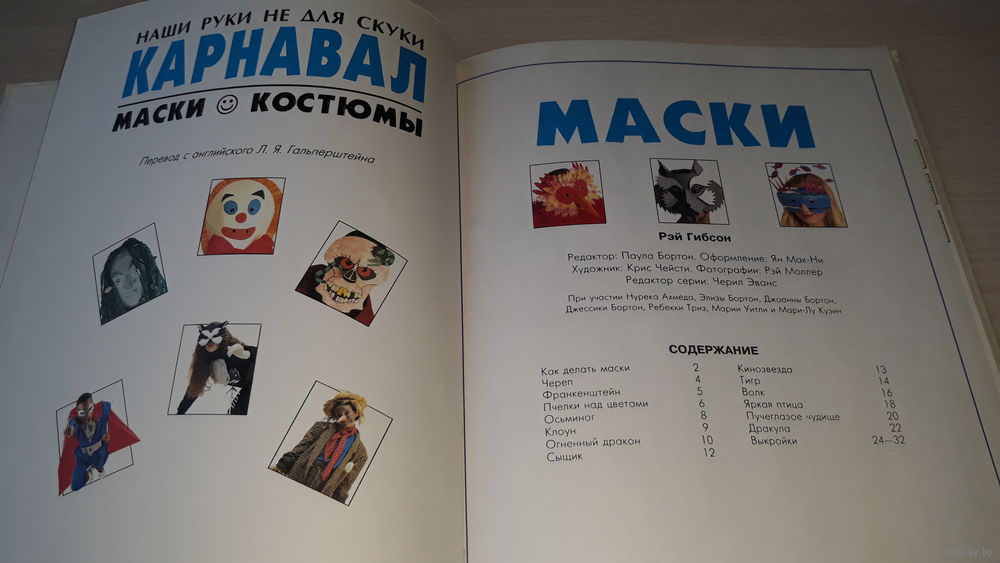 НАШИ РУКИ НЕ ДЛЯ СКУКИ
КАРНАВАЛ
МАСКИ КОСТЮМЫ
Перевод с английского Л. Я. Гальперштейна
МАСКИ
Рэй Гибсон
Редактор: Паула Бортон. Оформление: Ян Мак-Ни
Художник: Крис Чейсти. Фотографии: Рэй Моллер
Редактор серии: Черил Эванс
При участии Нурека Ахмеда, Элизы Бортон, Джоанны Бортон,
Джессики Бортон, Ребекки Триз, Марии Уитли и Мари-Лу Кузин
СОДЕРЖАНИЕ
Как делать маски 2
Череп 4
Франкенштейн 5
Пчелки над цветами 6
Осьминог 8
Клоун 9
Огненный дракон 10
Сыщик 12
Кинозвезда 13
Тигр 14
Волк 16
Яркая птица 18
Пучеглазое чудище 20
Дракула 22
Выкройки 24—32
www.ay.by